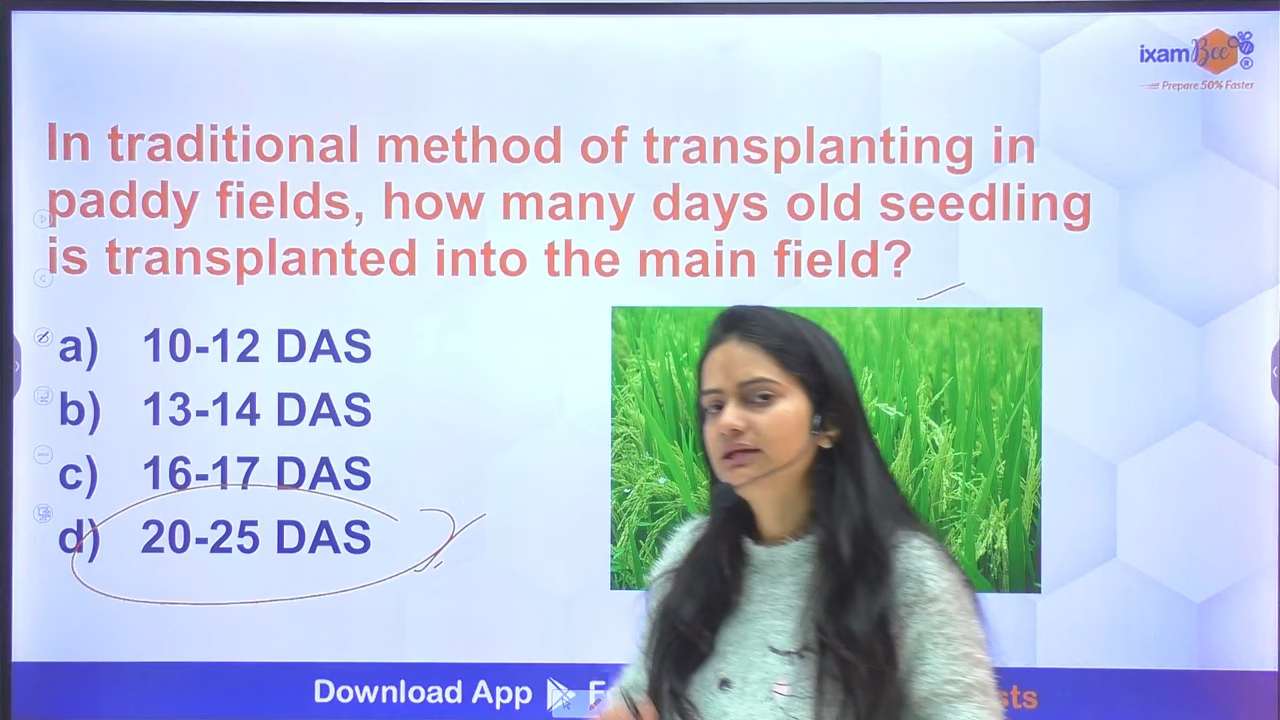 ixamBee
Prepare 50% Faster
In traditional method of transplanting in
paddy fields, how many days old seedling
is transplanted into the main field?
a) 10-12 DAS
b) 13-14 DAS
c) 16-17 DAS
d) 20-25 DAS
Download App